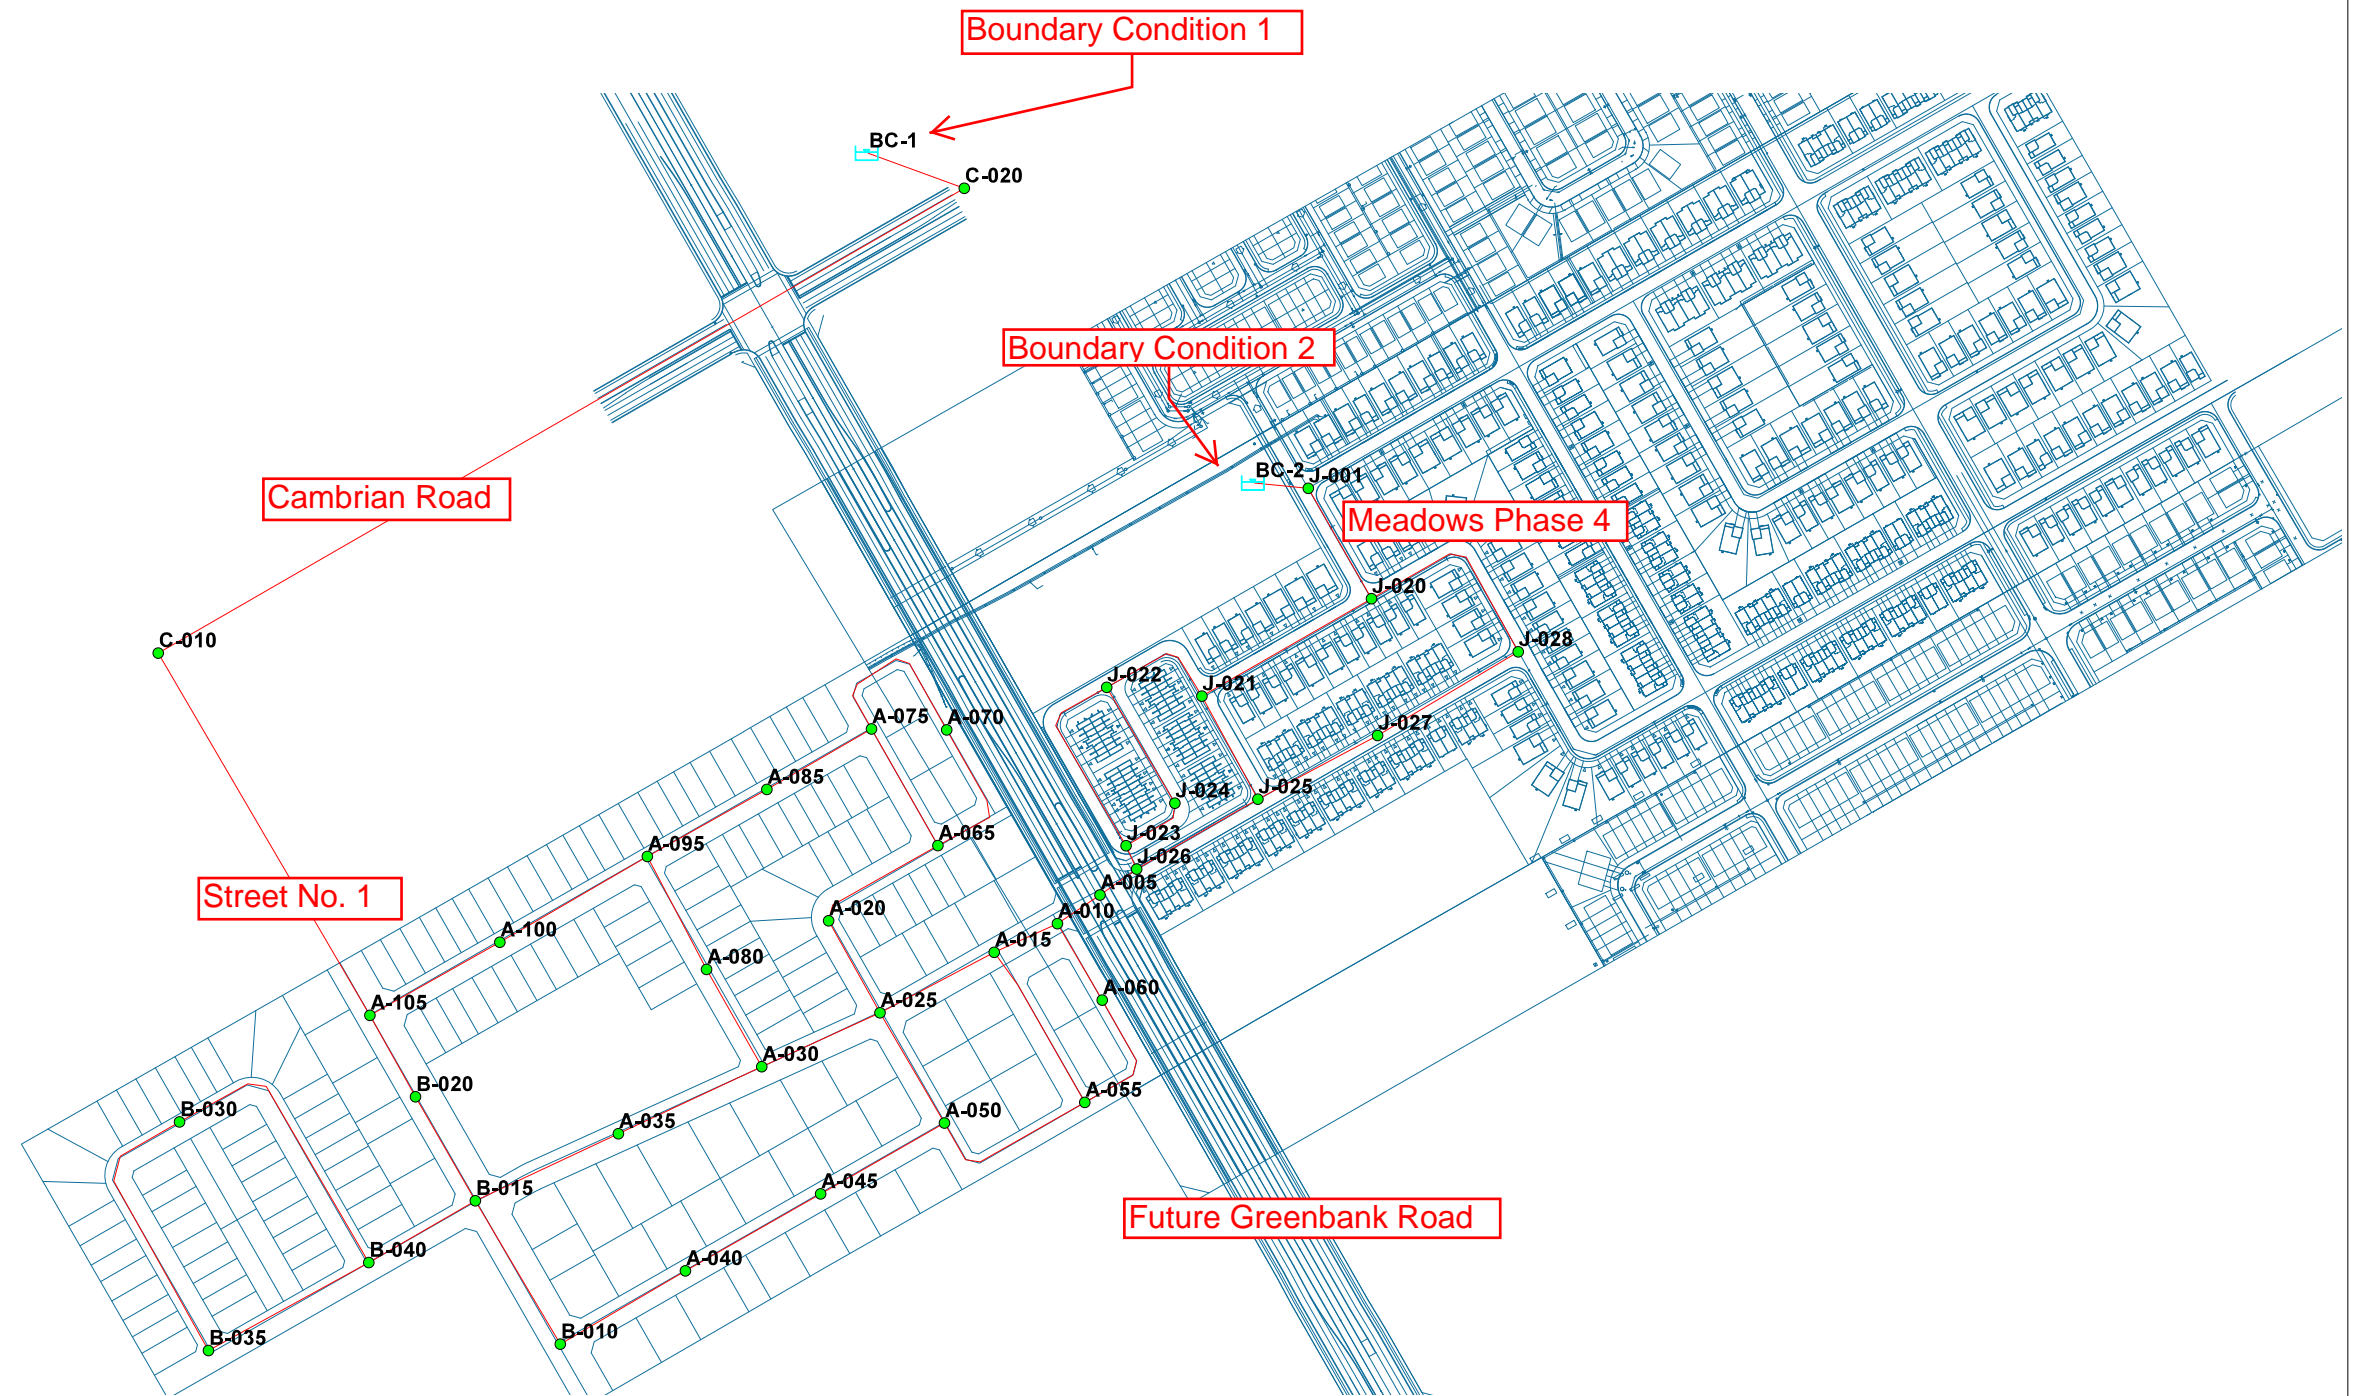 Boundary Condition 1
BC-1
C-020
Boundary Condition 2
BC-2
J-001
Cambrian Road
Meadows Phase 4
J-020
C-010
J-028
J-022
J-021
A-075
A-070
J-027
A-085
J-024
J-025
A-095
A-065
J-023
J-026
Street No. 1
A-005
A-020
A-010
A-100
A-015
A-080
A-060
A-105
A-025
A-030
B-020
A-055
B-030
A-050
A-035
B-015
A-045
Future Greenbank Road
B-040
A-040
B-035
B-010